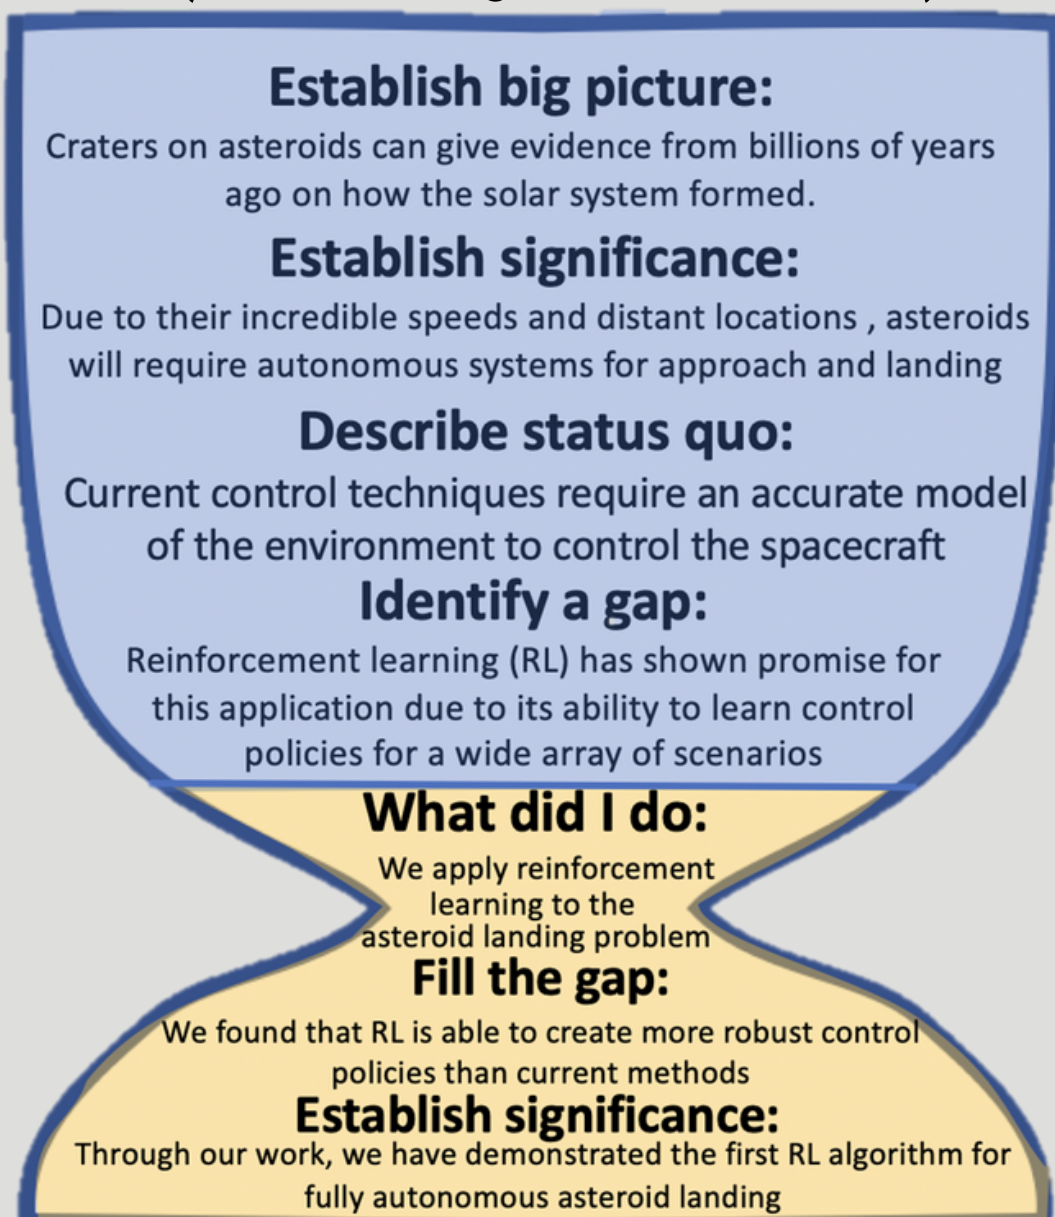 Establish big picture:
Craters on asteroids can give evidence from billions of years
ago on how the solar system formed.
Establish significance:
Due to their incredible speeds and distant locations , asteroids
will require autonomous systems for approach and landing
Describe status quo:
Current control techniques require an accurate model
of the environment to control the spacecraft
Identify a gap:
Reinforcement learning (RL) has shown promise for
this application due to its ability to learn control
policies for a wide array of scenarios
What did I do:
We apply reinforcement
learning to the
asteroid landing problem
Fill the gap:
We found that RL is able to create more robust control
policies than current methods
Establish significance:
Through our work, we have demonstrated the first RL algorithm for
fully autonomous asteroid landing